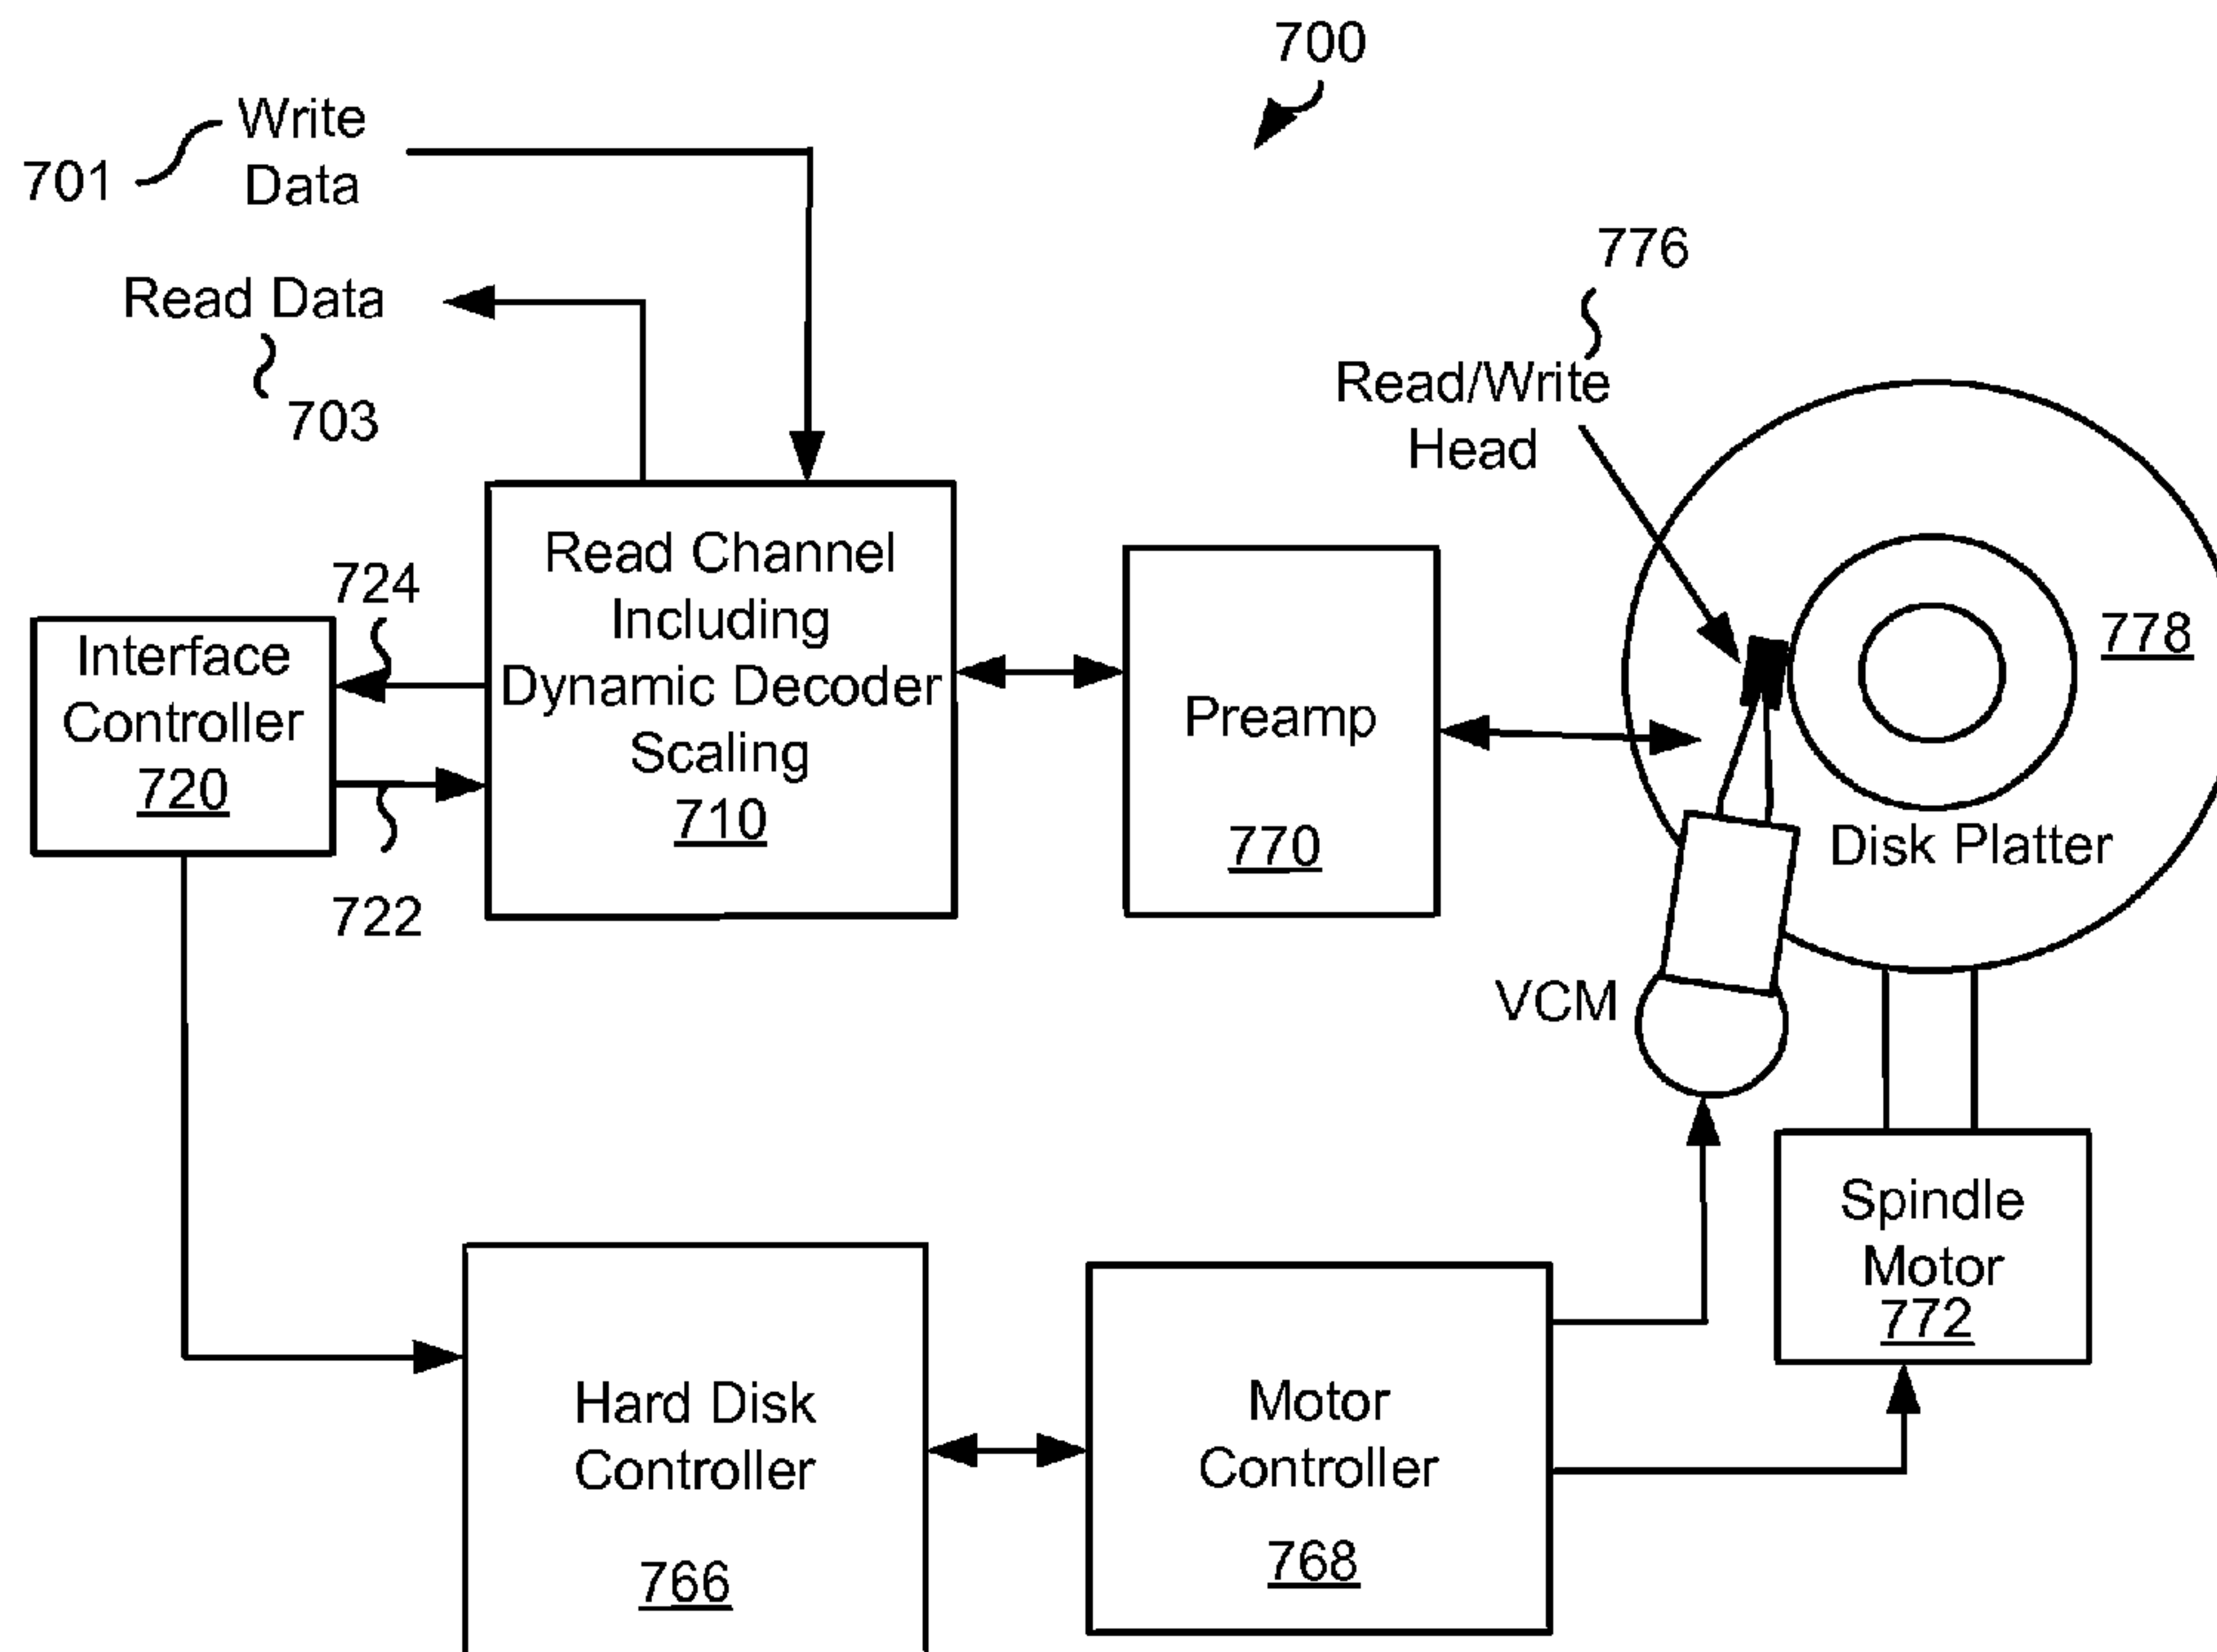 700
Write
Data
701
Read Data
703
776
Read/Write
Head
Read Channel
Including
Dynamic Decoder
Scaling
710
724
Interface
Controller
720
722
Preamp
770
778
Disk Platter
VCM
Spindle
Motor
772
Hard Disk
Controller
766
Motor
Controller
768